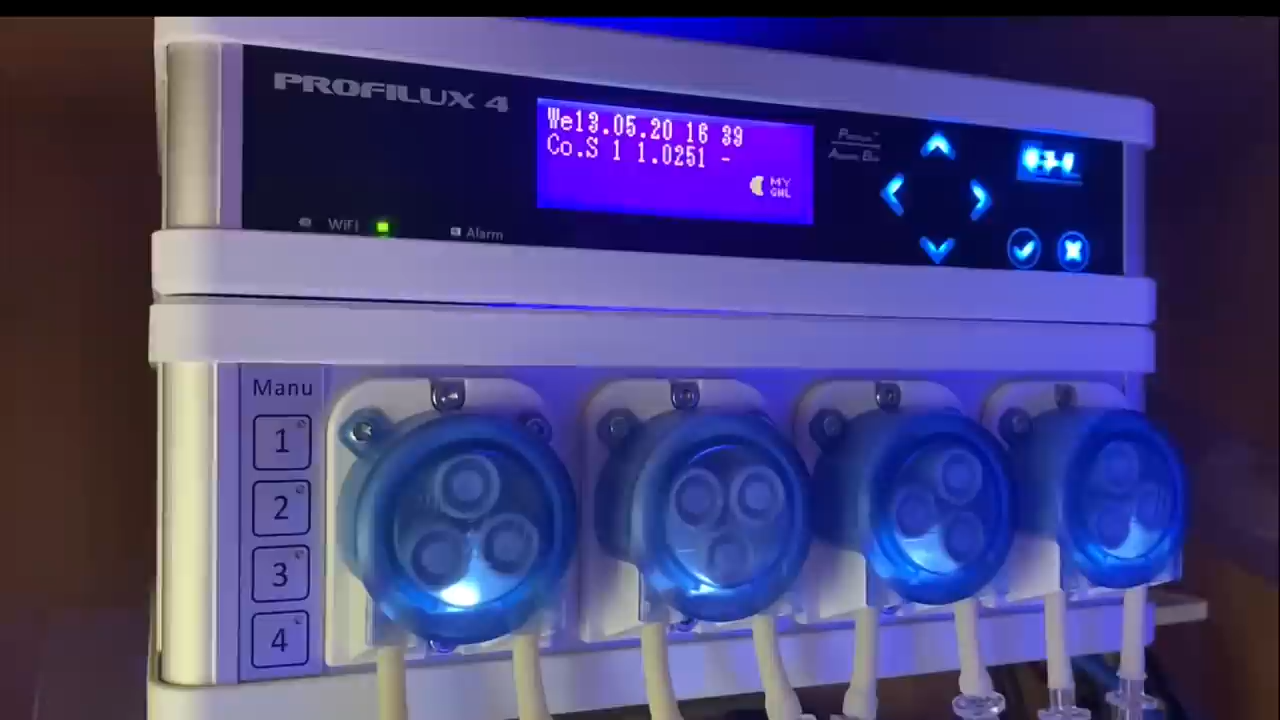 PROFILUX 4
We13.05.20 16 39
Co.S 1 1.0251 -
MY
GHL
WiFi
Alarm
Manu
1
2
3
4